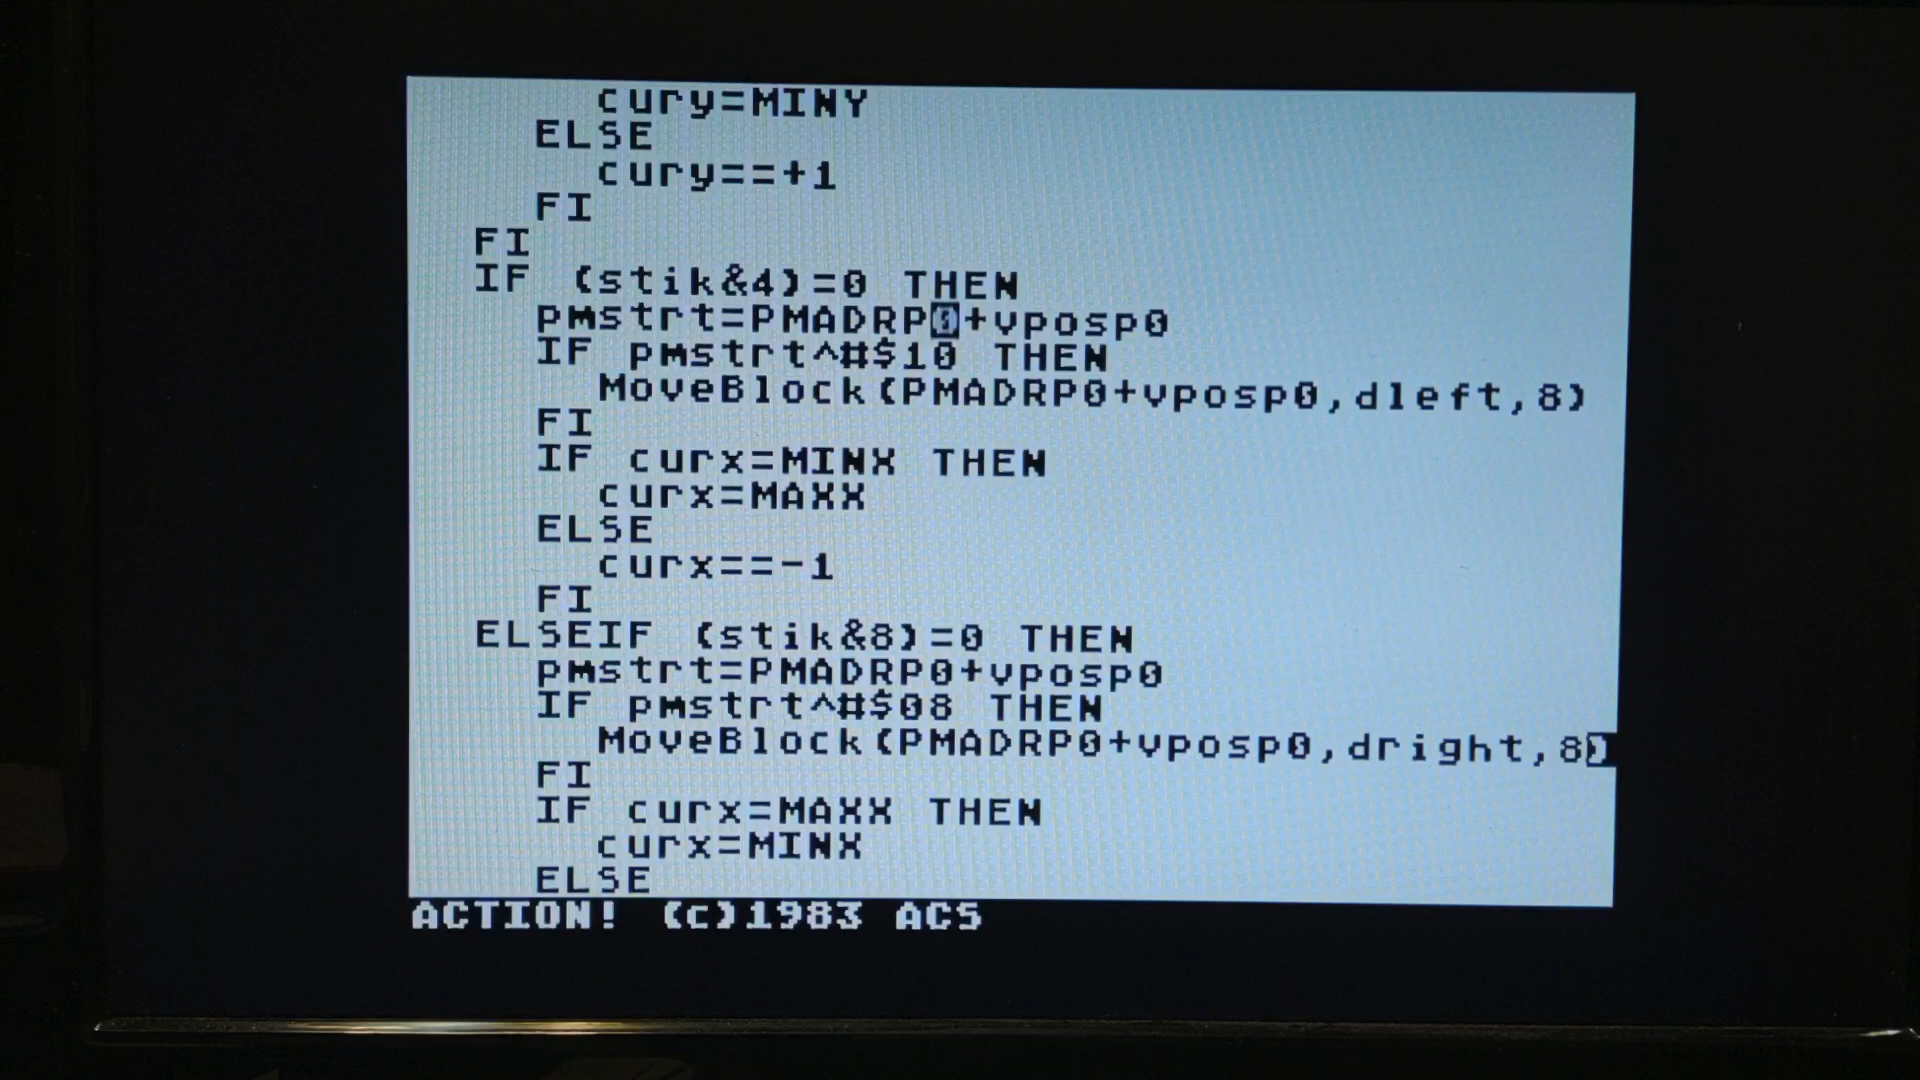 cury=MINY
ELSE
cury==+1
FI
FI
IF (stik&4)=0 THEN
pmstrt=PMADRP0+vposp0
IF pmstrt^#$10 THEN
MoveBlock(PMADRP0+vposp0,dleft,8)
FI
IF curx=MINX THEN
curx=MAXX
ELSE
curx==-1
FI
ELSEIF (stik&8)=0 THEN
pmstrt=PMADRP0+vposp0
IF pmstrt^#$08 THEN
MoveBlock(PMADRP0+vposp0,dright,8)
FI
IF curx=MAXX THEN
curx=MINX
ELSE
ACTION! (c)1983 ACS